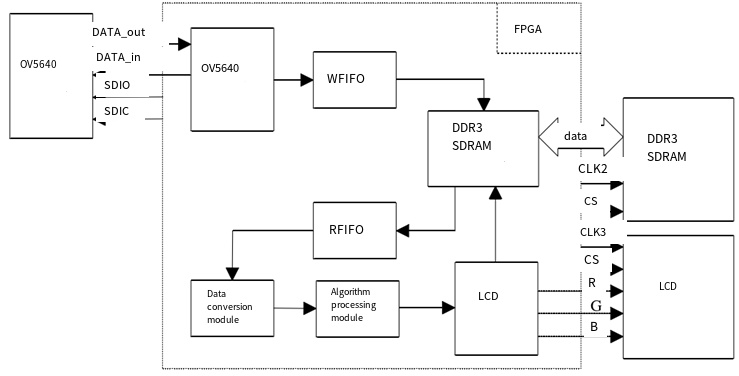 DATA_out
FPGA
OV5640
DATA_in
OV5640
SDIO
WFIFO
SDIC
DDR3
SDRAM
data
DDR3
SDRAM
CLK2
CS
RFIFO
CLK3
CS
Data
conversion
module
Algorithm
processing
module
LCD
R
G
B
LCD